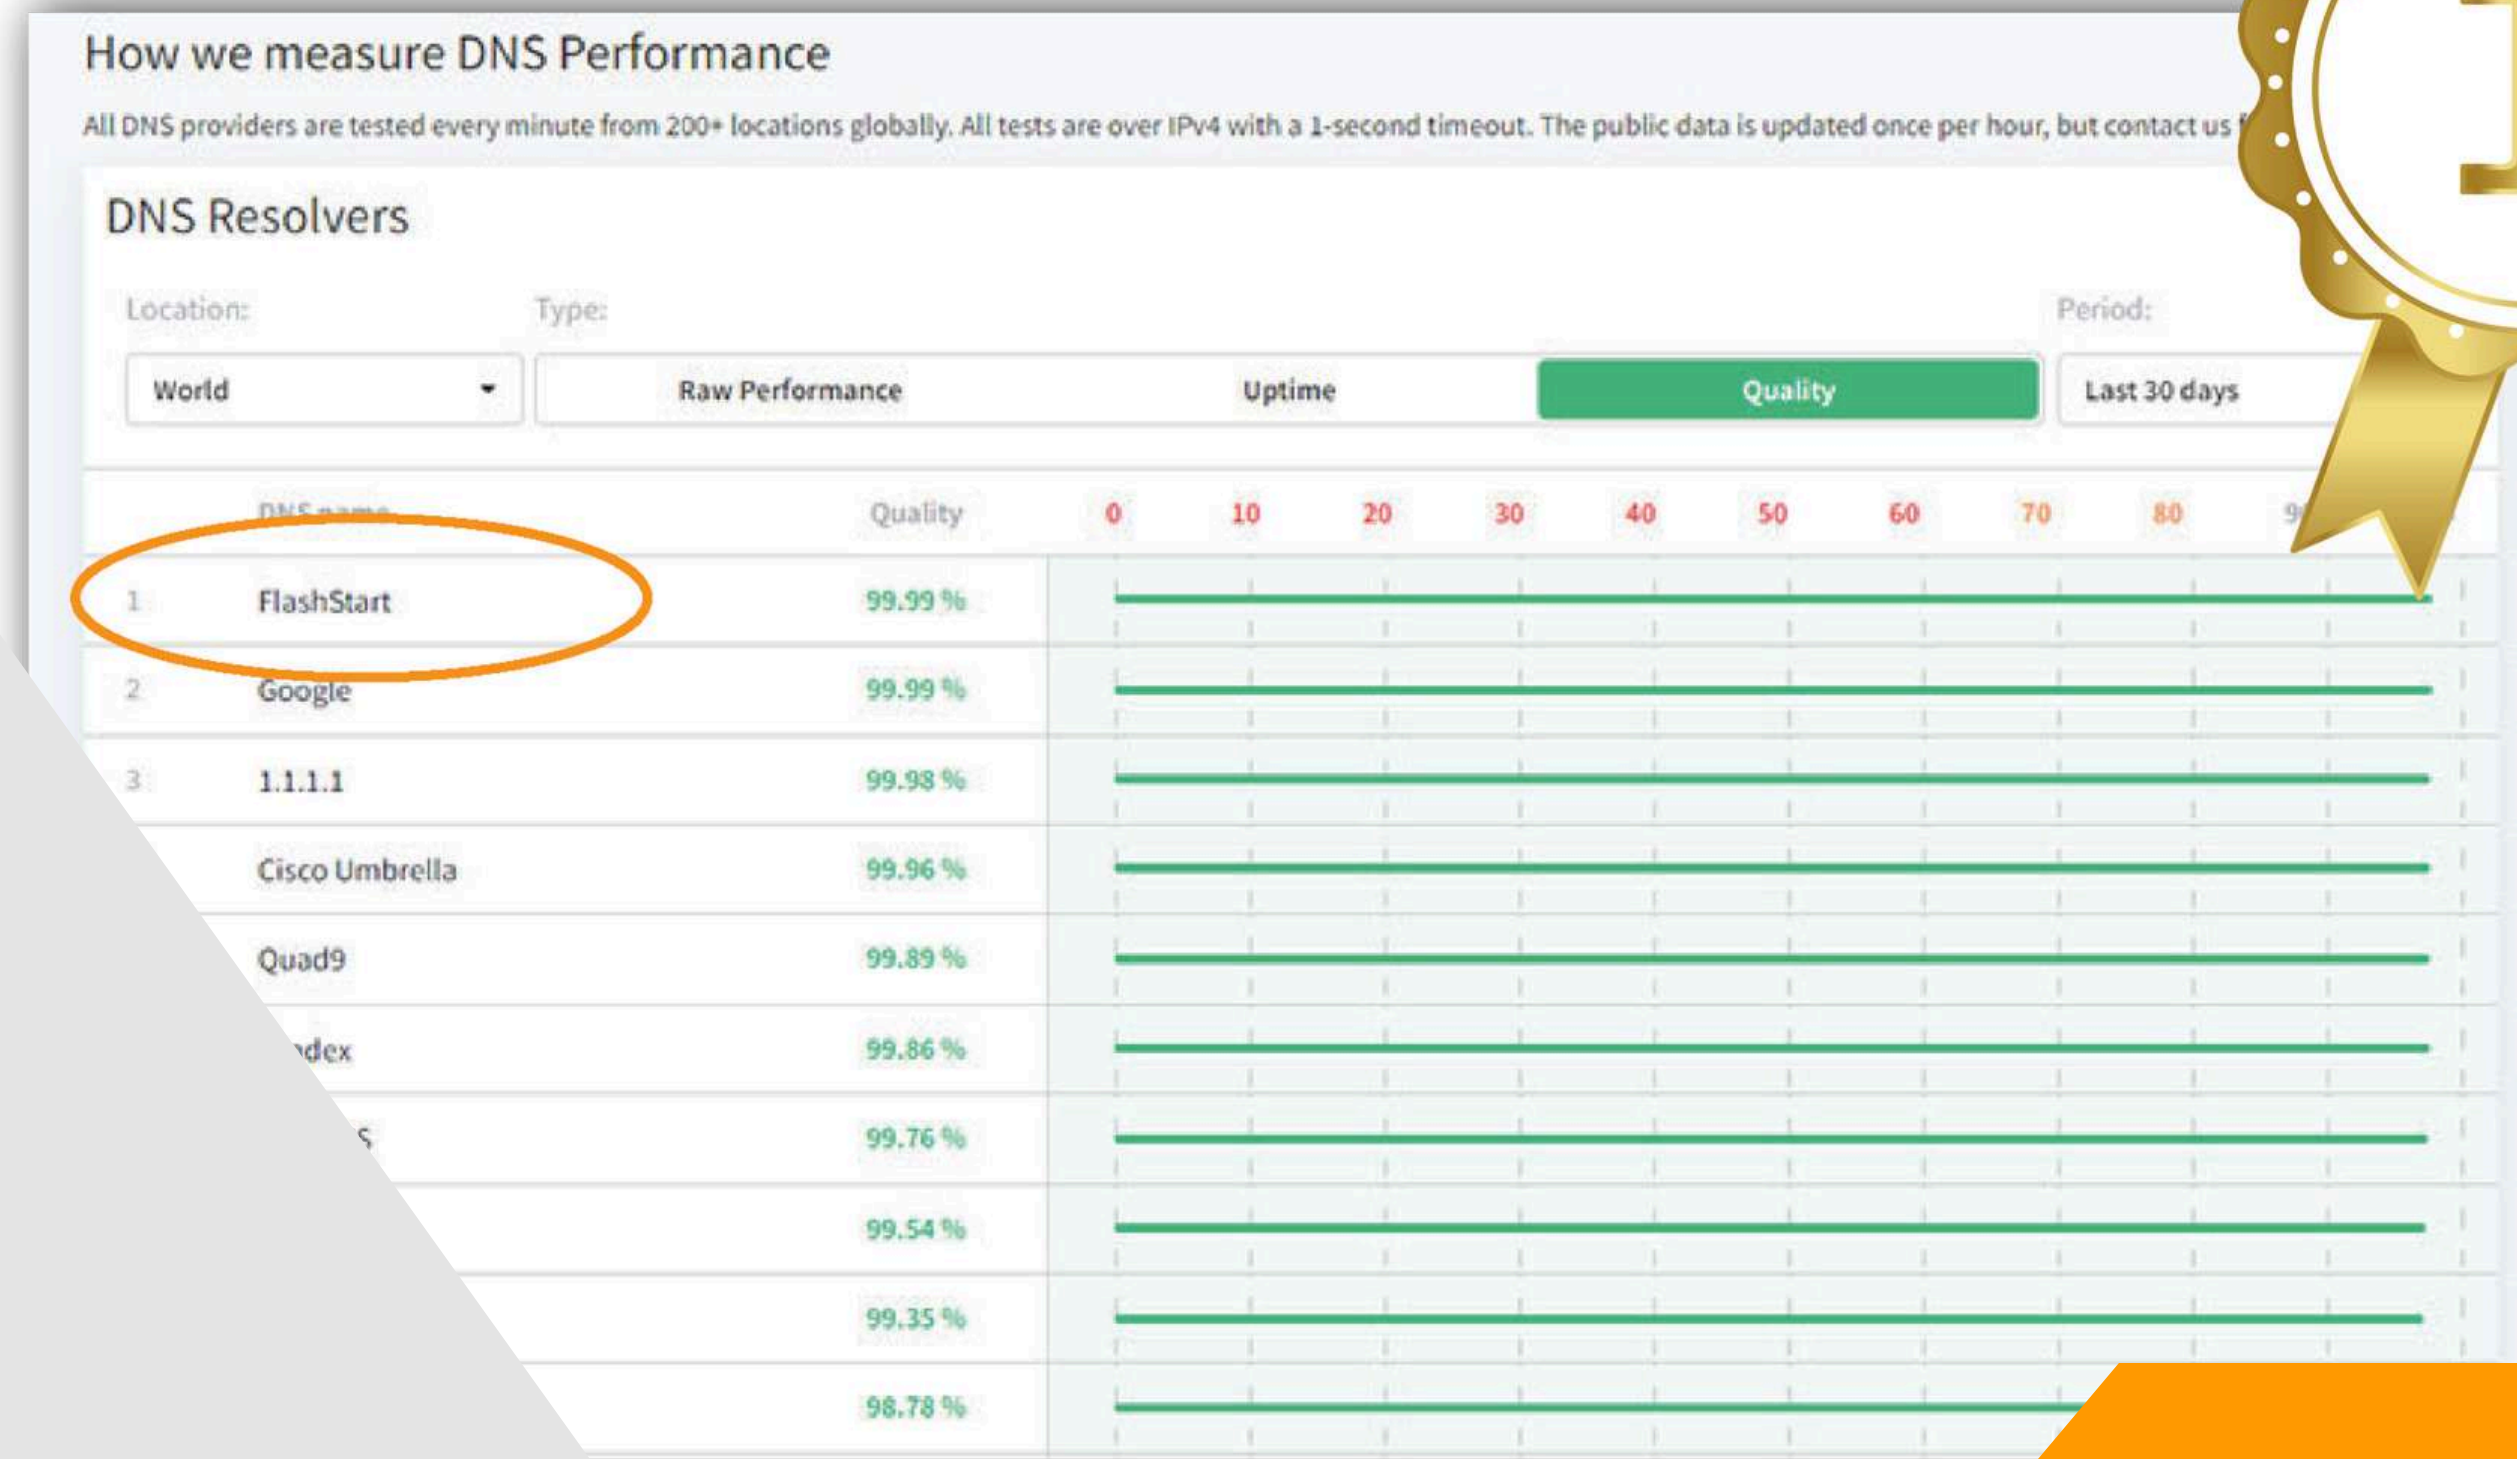 How we measure DNS Performance
All DNS providers are tested every minute from 200+ locations globally. All tests are over IPv4 with a 1-second timeout. The public data is updated once per hour, but contact us
DNS Resolvers
Location: Type: Period:
World Raw Performance Uptime Quality Last 30 days
DNS name Quality 0 10 20 30 40 50 60 70 80
1 FlashStart 99.99 %
2 Google 99.99 %
3 1.1.1.1 99.98 %
Cisco Umbrella 99.96 %
Quad9 99.89 %
99.86 %
99.76 %
99.54 %
99.35 %
98.78 %